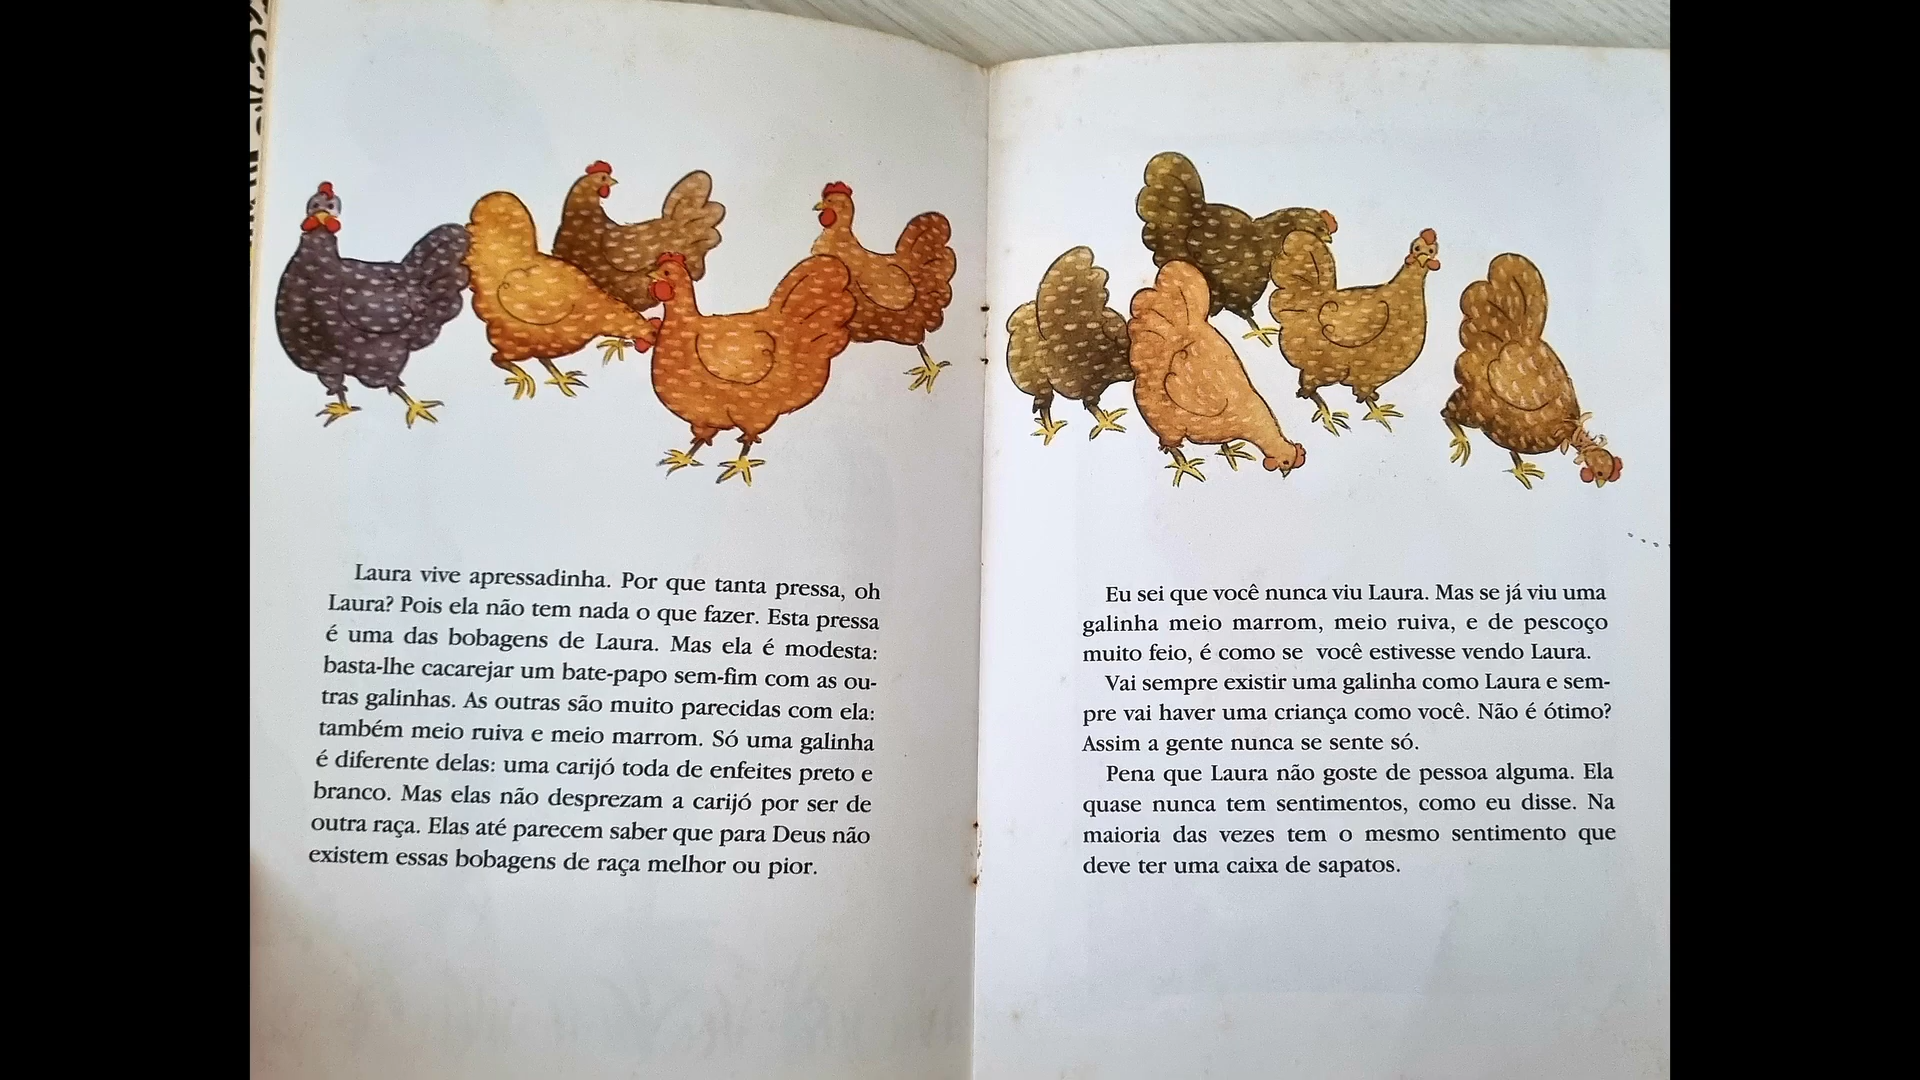 Laura vive apressadinha. Por que tanta pressa, oh
Laura? Pois ela não tem nada o que fazer. Esta pressa
é uma das bobagens de Laura. Mas ela é modesta:
basta-lhe cacarejar um bate-papo sem-fim com as ou-
tras galinhas. As outras são muito parecidas com ela:
também meio ruiva e meio marrom. Só uma galinha
é diferente delas: uma carijó toda de enfeites preto e
branco. Mas elas não desprezam a carijó por ser de
outra raça. Elas até parecem saber que para Deus não
existem essas bobagens de raça melhor ou pior.
Eu sei que você nunca viu Laura. Mas se já viu uma
galinha meio marrom, meio ruiva, e de pescoço
muito feio, é como se você estivesse vendo Laura.
Vai sempre existir uma galinha como Laura e sem-
pre vai haver uma criança como você. Não é ótimo?
Assim a gente nunca se sente só.
Pena que Laura não goste de pessoa alguma. Ela
quase nunca tem sentimentos, como eu disse. Na
maioria das vezes tem o mesmo sentimento que
deve ter uma caixa de sapatos.